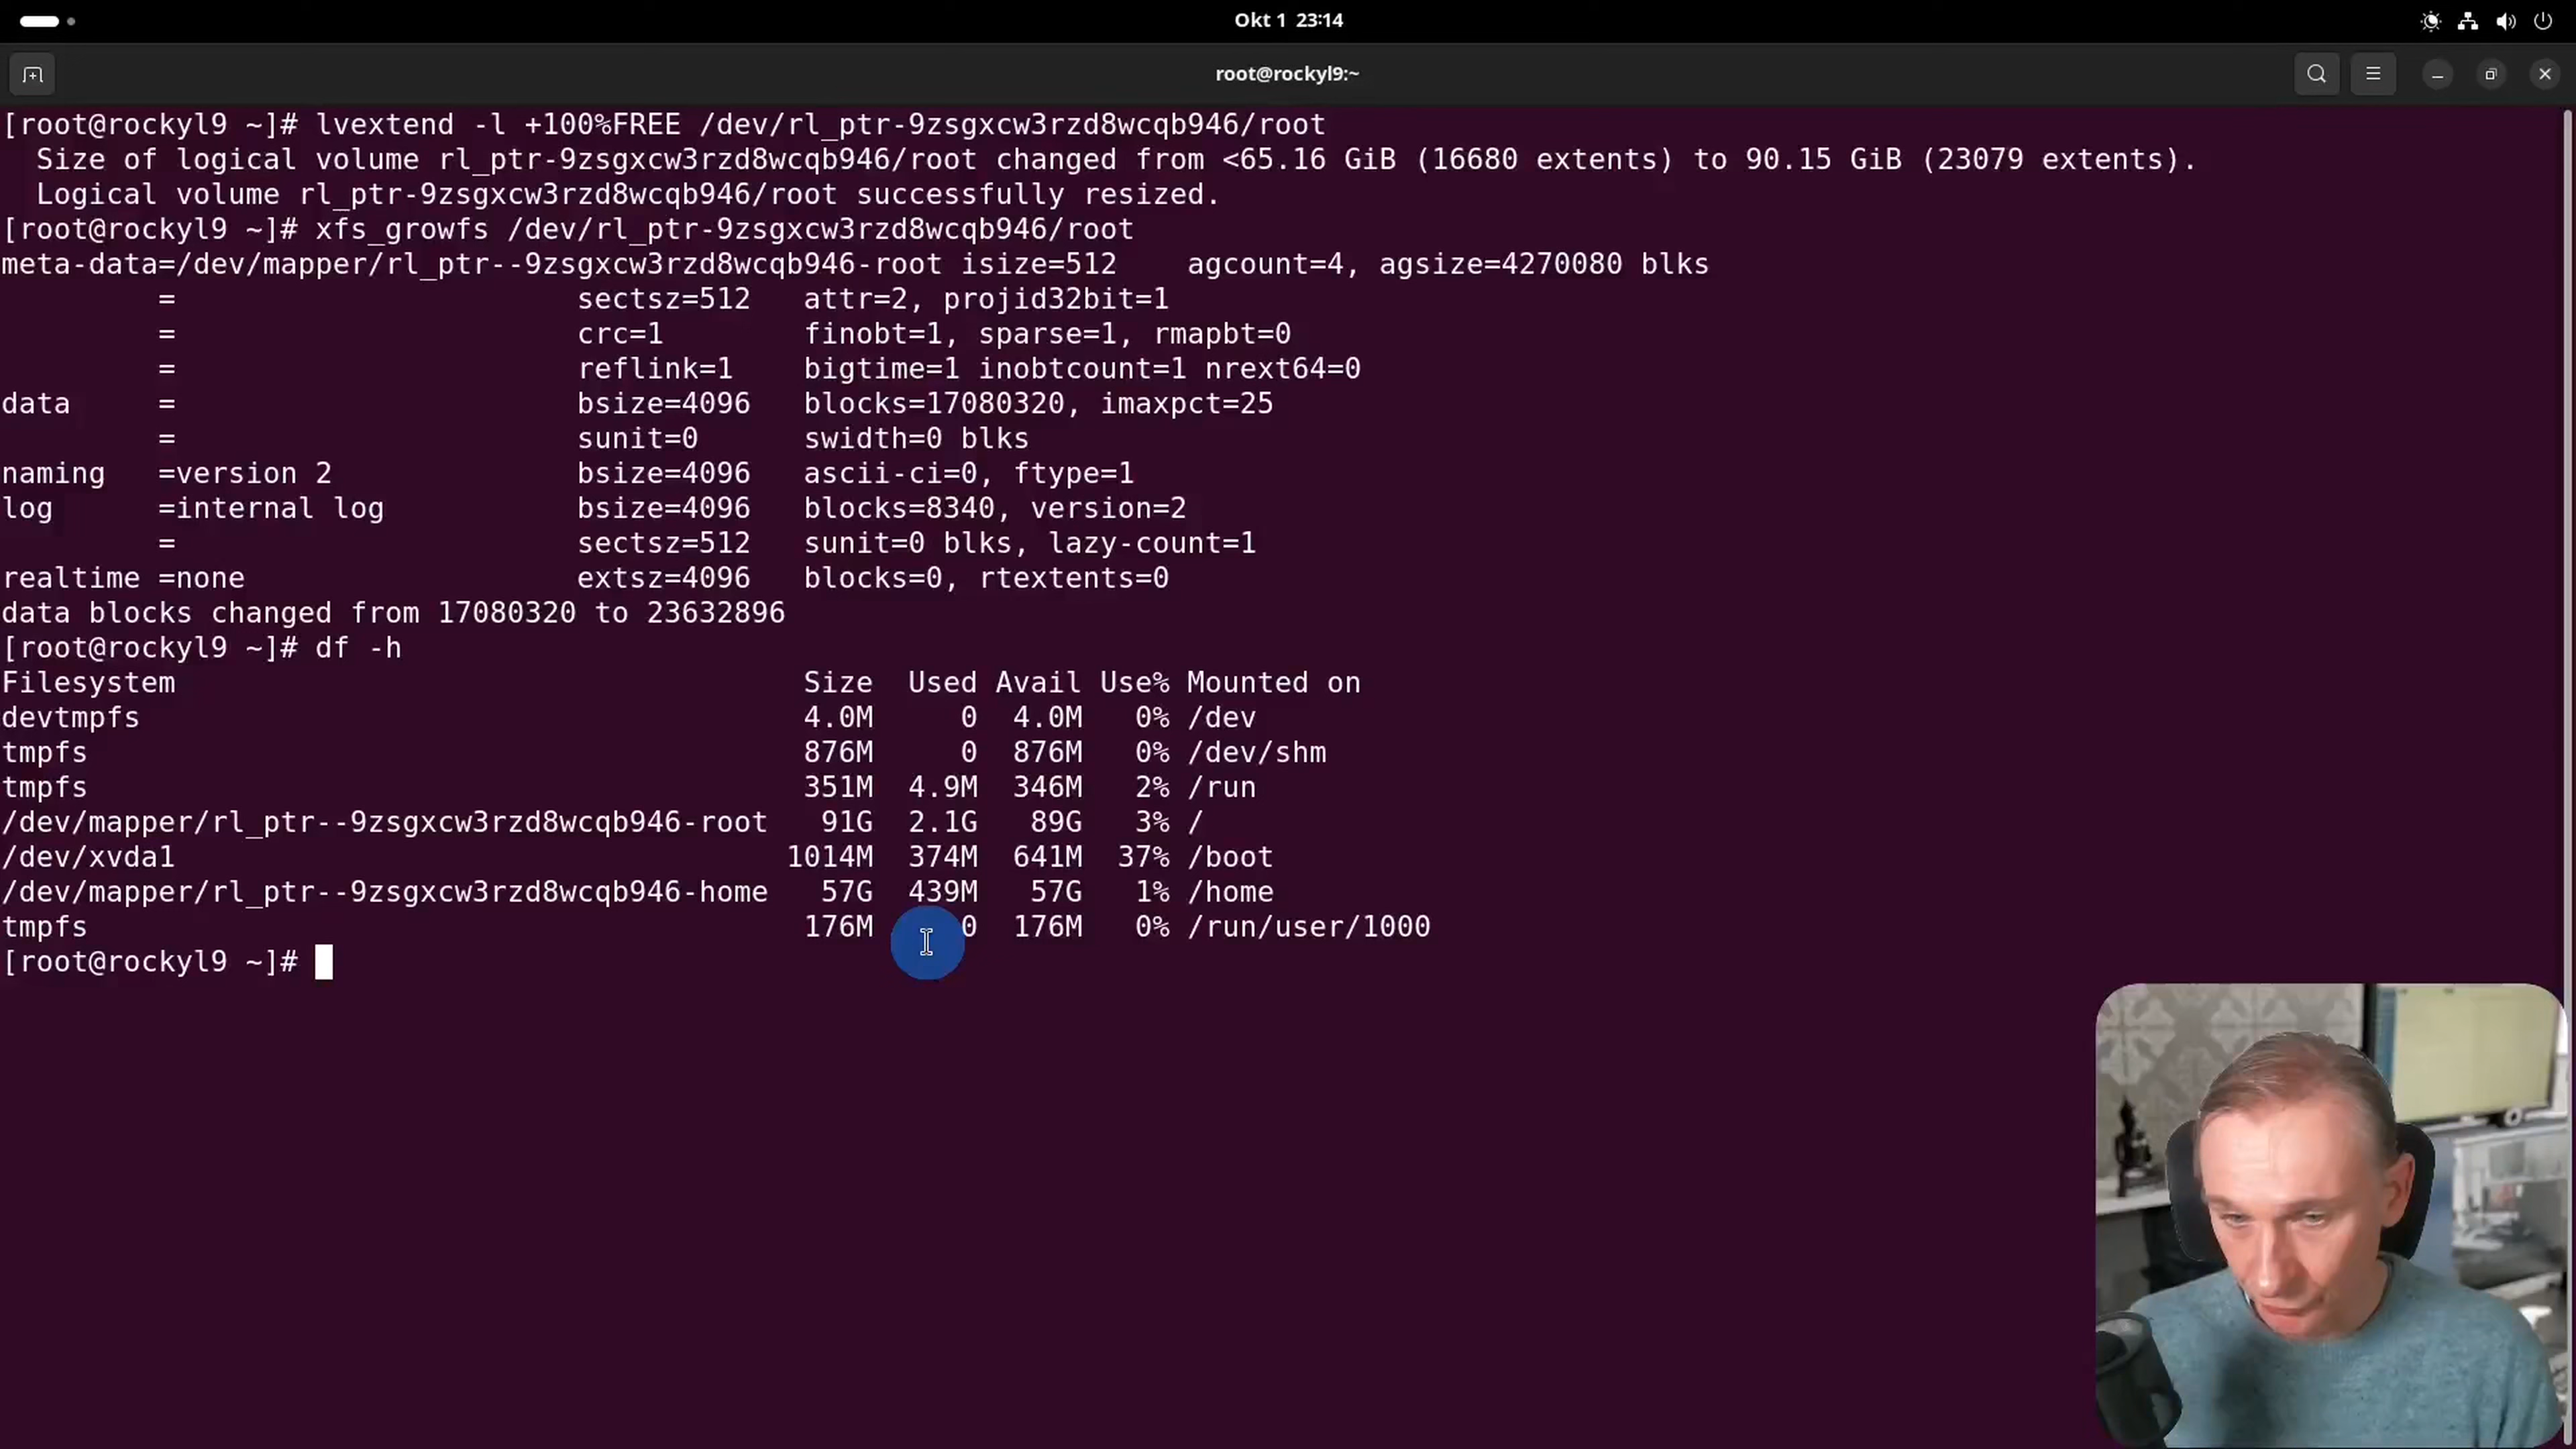 Okt 1 23:14
root@rockyl9:~
[root@rockyl9 ~]# lvextend -l +100%FREE /dev/rl_ptr-9zsgxcw3rzd8wcqb946/root
  Size of logical volume rl_ptr-9zsgxcw3rzd8wcqb946/root changed from <65.16 GiB (16680 extents) to 90.15 GiB (23079 extents).
  Logical volume rl_ptr-9zsgxcw3rzd8wcqb946/root successfully resized.
[root@rockyl9 ~]# xfs_growfs /dev/rl_ptr-9zsgxcw3rzd8wcqb946/root
meta-data=/dev/mapper/rl_ptr--9zsgxcw3rzd8wcqb946-root isize=512    agcount=4, agsize=4270080 blks
         =                       sectsz=512   attr=2, projid32bit=1
         =                       crc=1        finobt=1, sparse=1, rmapbt=0
         =                       reflink=1    bigtime=1 inobtcount=1 nrext64=0
data     =                       bsize=4096   blocks=17080320, imaxpct=25
         =                       sunit=0      swidth=0 blks
naming   =version 2              bsize=4096   ascii-ci=0, ftype=1
log      =internal log           bsize=4096   blocks=8340, version=2
         =                       sectsz=512   sunit=0 blks, lazy-count=1
realtime =none                   extsz=4096   blocks=0, rtextents=0
data blocks changed from 17080320 to 23632896
[root@rockyl9 ~]# df -h
Filesystem                                    Size  Used Avail Use% Mounted on
devtmpfs                                      4.0M     0  4.0M   0% /dev
tmpfs                                         876M     0  876M   0% /dev/shm
tmpfs                                         351M  4.9M  346M   2% /run
/dev/mapper/rl_ptr--9zsgxcw3rzd8wcqb946-root   91G  2.1G   89G   3% /
/dev/xvda1                                   1014M  374M  641M  37% /boot
/dev/mapper/rl_ptr--9zsgxcw3rzd8wcqb946-home   57G  439M   57G   1% /home
tmpfs                                         176M     0  176M   0% /run/user/1000
[root@rockyl9 ~]#